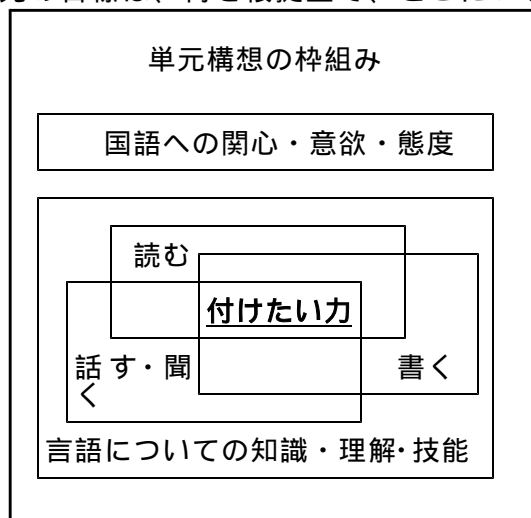 単元構想の枠組み
国語への関心・意欲・態度
読む
付けたい力
話す・聞
く
書く
言語についての知識・理解・技能